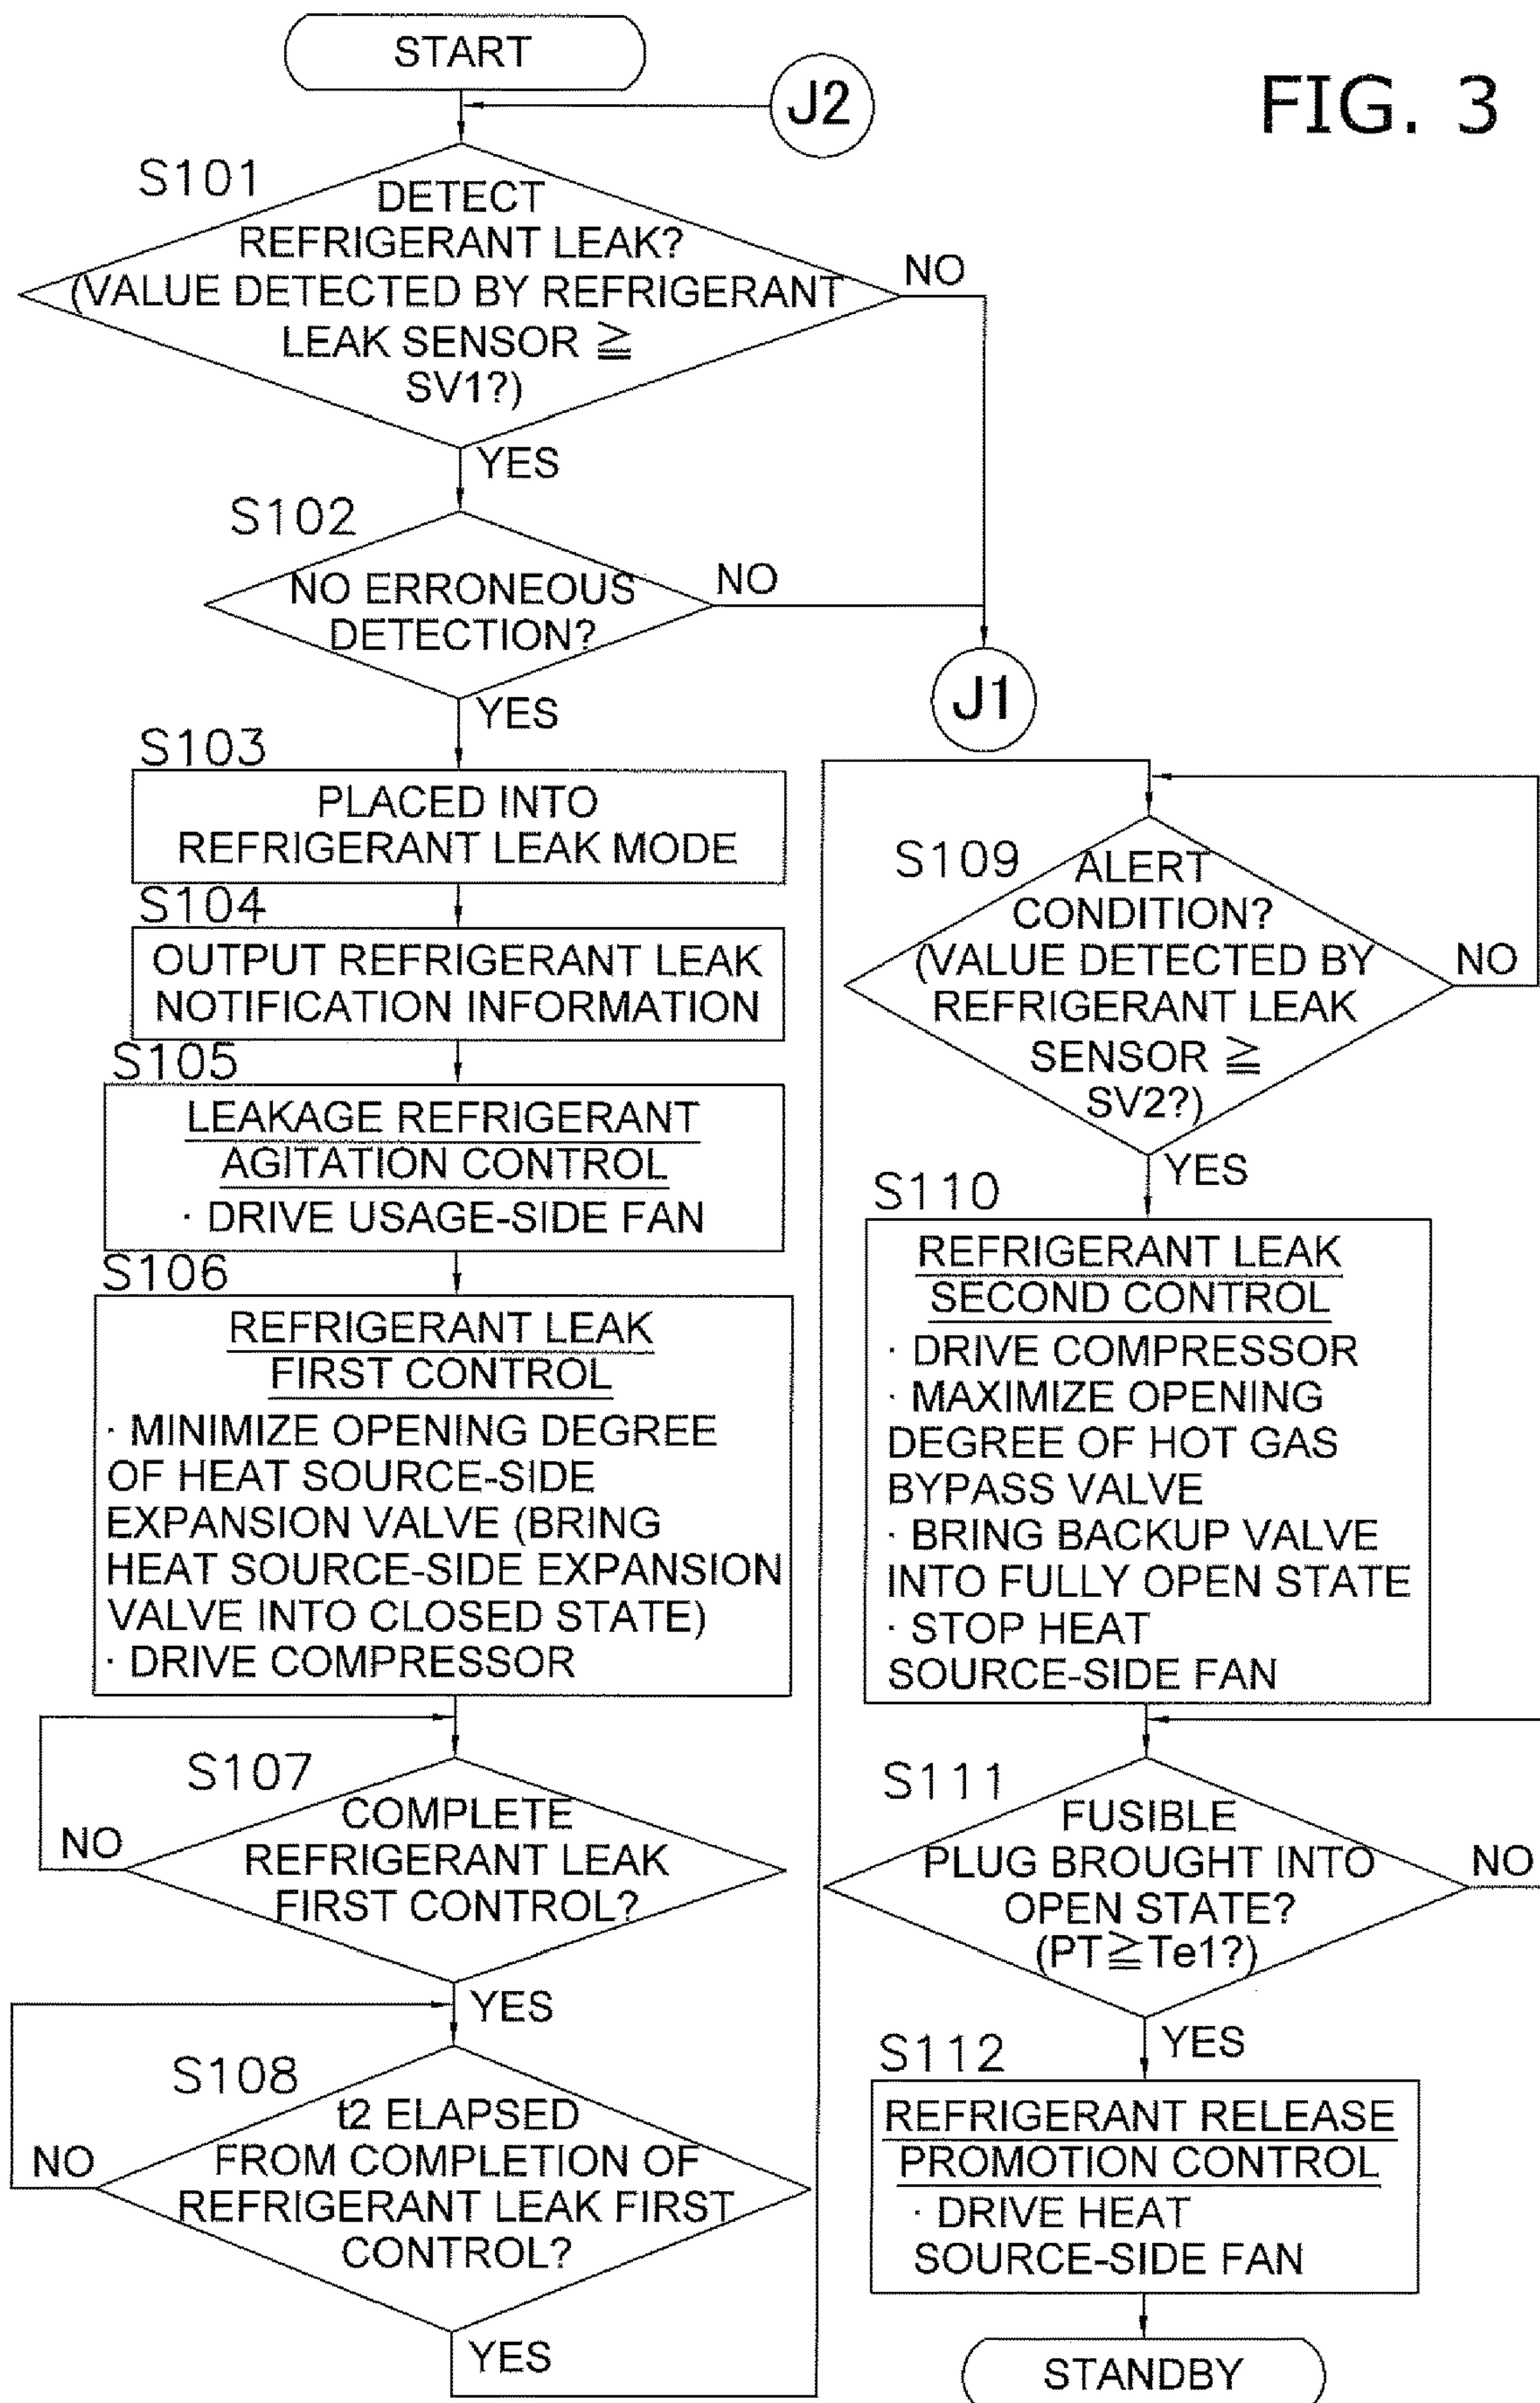 START
J2
FIG. 3
S101
DETECT
REFRIGERANT LEAK?
(VALUE DETECTED BY REFRIGERANT
LEAK SENSOR ≧
SV1?)
NO
YES
S102
NO ERRONEOUS
DETECTION?
NO
J1
YES
S103
PLACED INTO
REFRIGERANT LEAK MODE
S104
OUTPUT REFRIGERANT LEAK
NOTIFICATION INFORMATION
S105
LEAKAGE REFRIGERANT
AGITATION CONTROL
· DRIVE USAGE-SIDE FAN
S106
REFRIGERANT LEAK
FIRST CONTROL
· MINIMIZE OPENING DEGREE
OF HEAT SOURCE-SIDE
EXPANSION VALVE (BRING
HEAT SOURCE-SIDE EXPANSION
VALVE INTO CLOSED STATE)
· DRIVE COMPRESSOR
S107
COMPLETE
REFRIGERANT LEAK
FIRST CONTROL?
NO
YES
S108
t2 ELAPSED
FROM COMPLETION OF
REFRIGERANT LEAK FIRST
CONTROL?
NO
YES
S109
ALERT
CONDITION?
(VALUE DETECTED BY
REFRIGERANT LEAK
SENSOR ≧
SV2?)
NO
YES
S110
REFRIGERANT LEAK
SECOND CONTROL
· DRIVE COMPRESSOR
· MAXIMIZE OPENING
DEGREE OF HOT GAS
BYPASS VALVE
· BRING BACKUP VALVE
INTO FULLY OPEN STATE
· STOP HEAT
SOURCE-SIDE FAN
S111
FUSIBLE
PLUG BROUGHT INTO
OPEN STATE?
(PT≧Te1?)
NO
YES
S112
REFRIGERANT RELEASE
PROMOTION CONTROL
· DRIVE HEAT
SOURCE-SIDE FAN
STANDBY